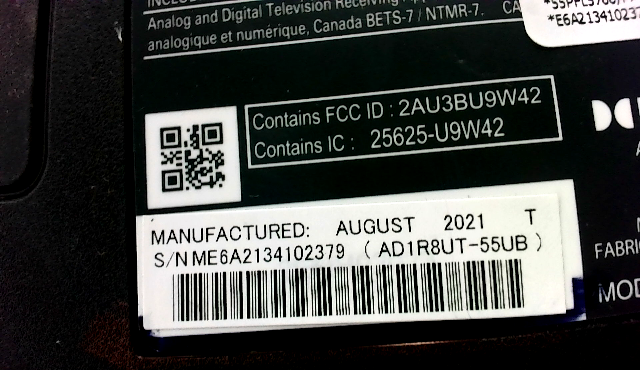 Analog and Digital Television Receiving
analogique et numérique, Canada BETS-7 / NTMR-7.
*E6A21341023
Contains FCC ID : 2AU3BU9W42
Contains IC : 25625-U9W42
MANUFACTURED: AUGUST 2021 T
S/N ME6A2134102379 ( AD1R8UT-55UB )
FABRI
MOD